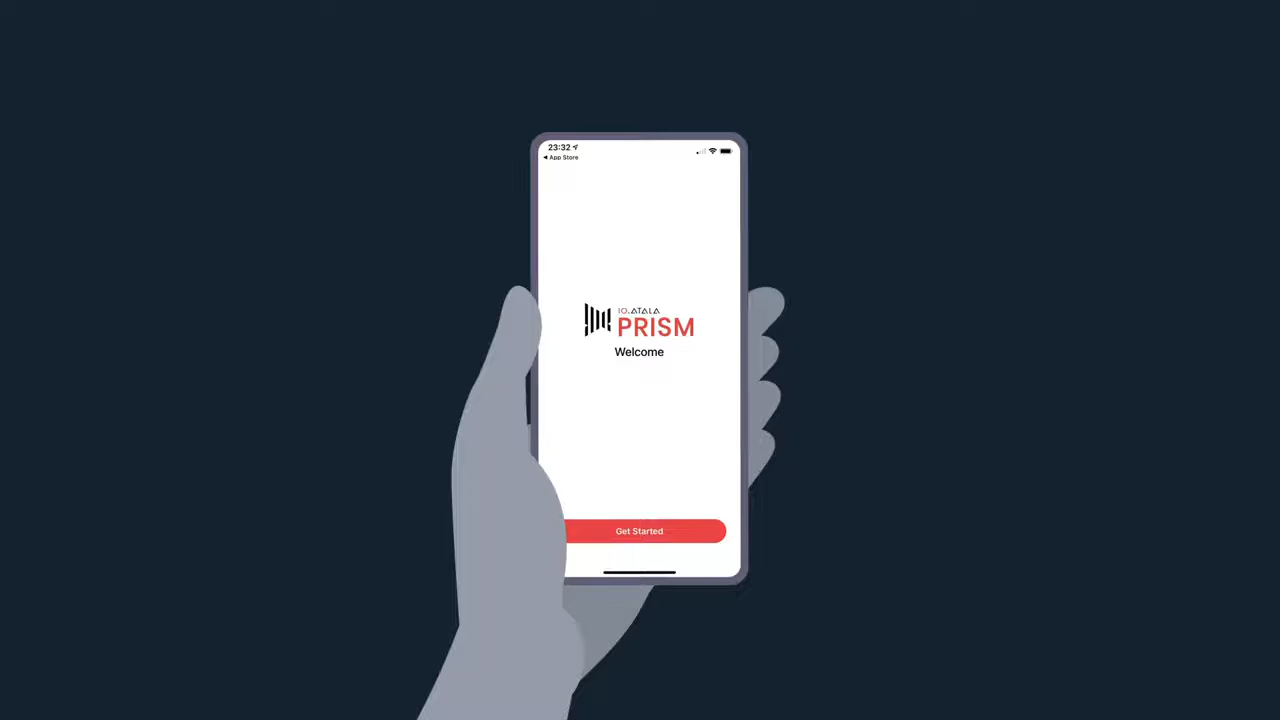 23:32
App Store
IO.ATALA
PRISM
Welcome
Get Started